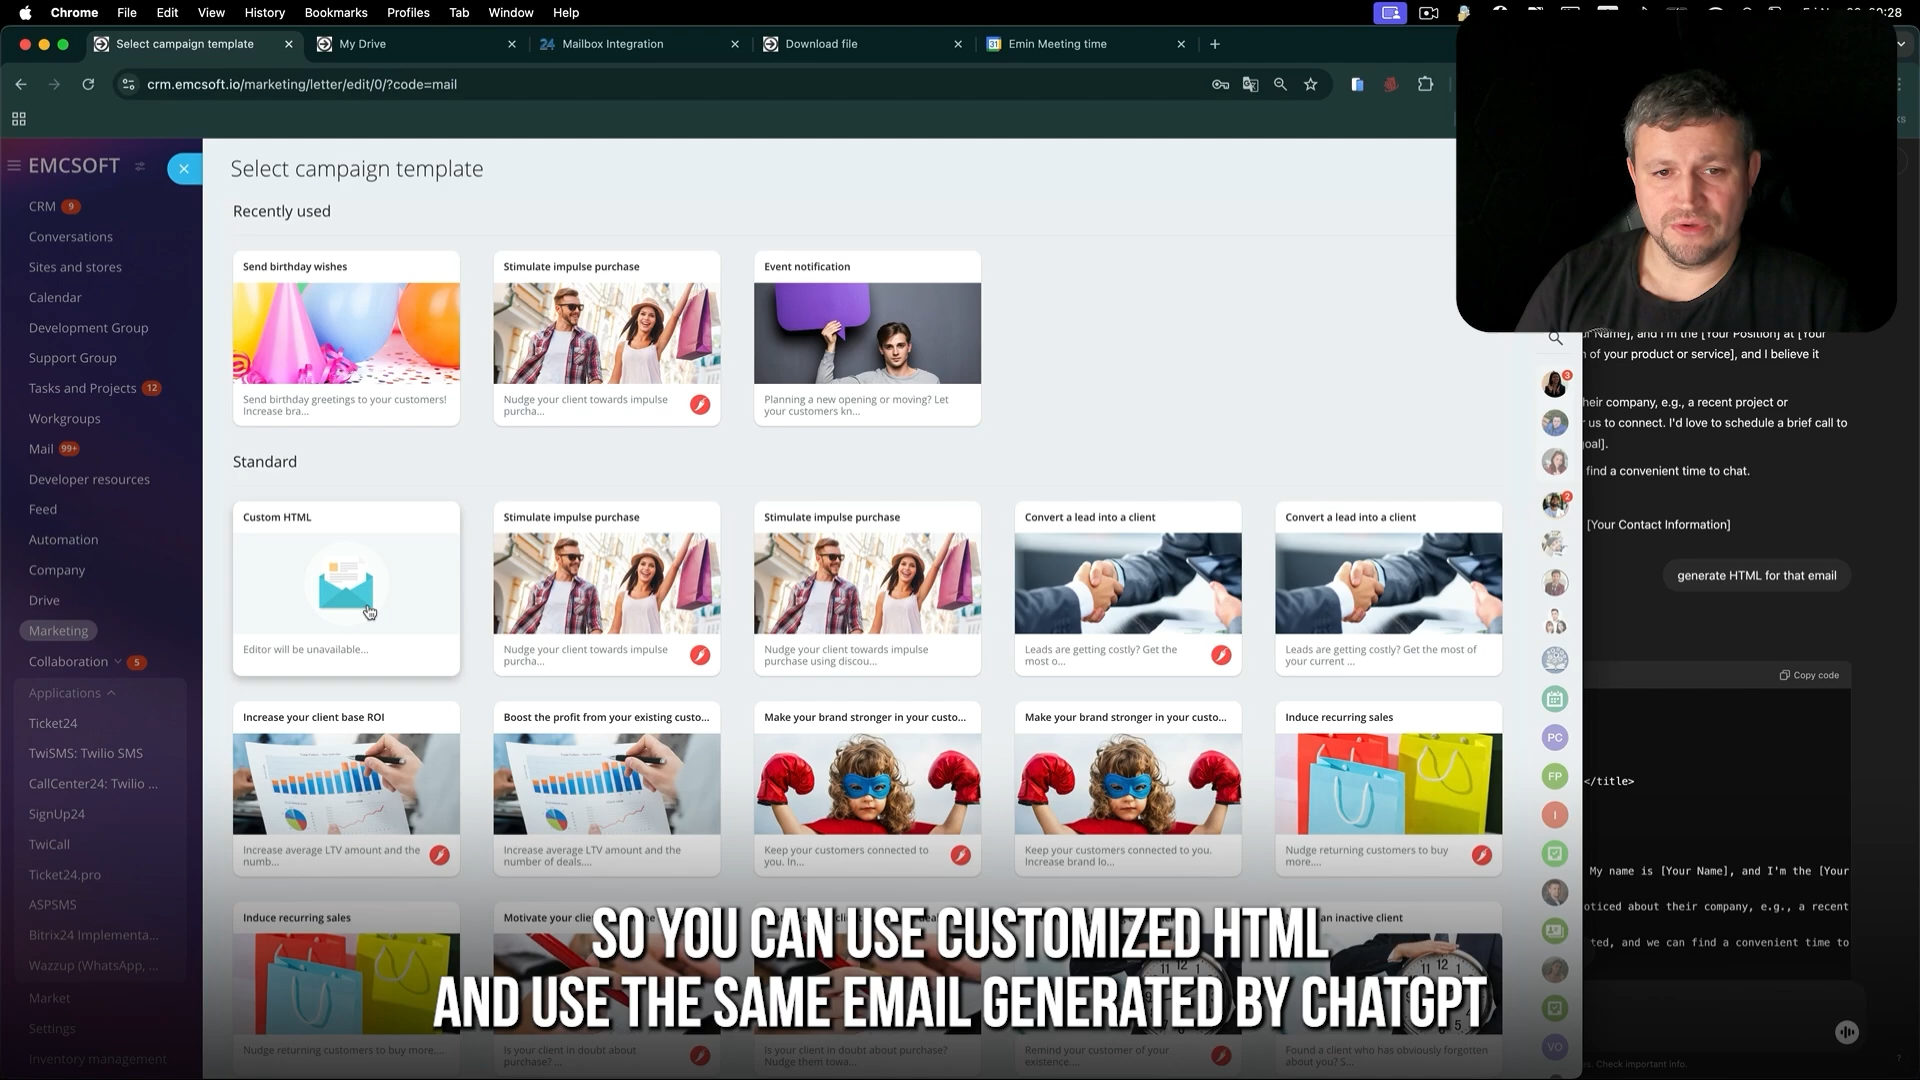 Chrome File Edit View History Bookmarks Profiles Tab Window Help
Select campaign template
My Drive
24 Mailbox Integration
Download file
31 Emin Meeting time
crm.emcsoft.io/marketing/letter/edit/0/?code=mail
EMCSOFT
CRM 9
Conversations
Sites and stores
Calendar
Development Group
Support Group
Tasks and Projects 12
Workgroups
Mail 99+
Developer resources
Feed
Automation
Company
Drive
Marketing
Collaboration 5
Applications
Ticket24
TwiSMS: Twilio SMS
CallCenter24: Twilio ...
SignUp24
TwiCall
Ticket24.pro
ASPSMS
Bitrix24 Implementa...
Wazzup (WhatsApp, ...
Market
Settings
Inventory management
Select campaign template
Recently used
Send birthday wishes
Send birthday greetings to your customers! Increase bra...
Stimulate impulse purchase
Nudge your client towards impulse purcha...
Event notification
Planning a new opening or moving? Let your customers kn...
Standard
Custom HTML
Editor will be unavailable...
Stimulate impulse purchase
Nudge your client towards impulse purcha...
Stimulate impulse purchase
Nudge your client towards impulse purchase using discou...
Convert a lead into a client
Leads are getting costly? Get the most o...
Convert a lead into a client
Leads are getting costly? Get the most of your current ...
Increase your client base ROI
Increase average LTV amount and the numb...
Boost the profit from your existing custo...
Increase average LTV amount and the number of deals....
Make your brand stronger in your custo...
Keep your customers connected to you. In...
Make your brand stronger in your custo...
Keep your customers connected to you. Increase brand lo...
Induce recurring sales
Nudge returning customers to buy more....
Induce recurring sales
Nudge returning customers to buy more....
Motivate your clie
Is your client in doubt about purchase? ...
Is your client in doubt about purchase? Nudge them towa...
Remind your customer of your existence....
an inactive client
Found a client who has obviously forgotten about you? S...
SO YOU CAN USE CUSTOMIZED HTML
AND USE THE SAME EMAIL GENERATED BY CHATGPT
3
2
PC
FP
I
VO
Name], and I'm the [Your Position] at [Your
of your product or service], and I believe it
heir company, e.g., a recent project or
us to connect. I'd love to schedule a brief call to
oal].
find a convenient time to chat.
[Your Contact Information]
generate HTML for that email
Copy code
</title>
My name is [Your Name], and I'm the [Your
oticed about their company, e.g., a recent
ted, and we can find a convenient time to
Check important info.
?